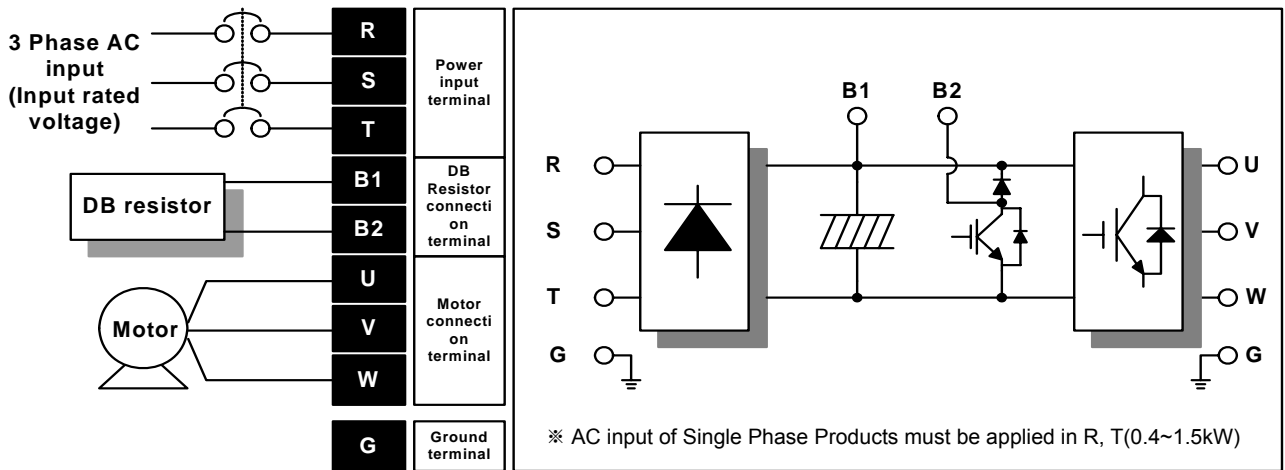 3 Phase AC
input
(Input rated
voltage)
R
S
T
Power
input
terminal
DB resistor
B1
B2
DB
Resistor
connecti
on
terminal
Motor
U
V
W
Motor
connecti
on
terminal
G
Ground
terminal
B1 B2
R
S
T
G
U
V
W
G
※ AC input of Single Phase Products must be applied in R, T(0.4~1.5kW)